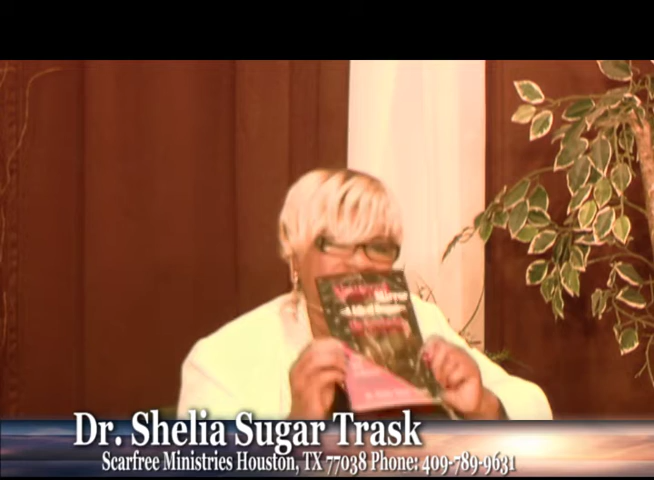 Dr. Shelia Sugar Trask
Scarfree Ministries Houston, TX 77038 Phone: 409-789-9631